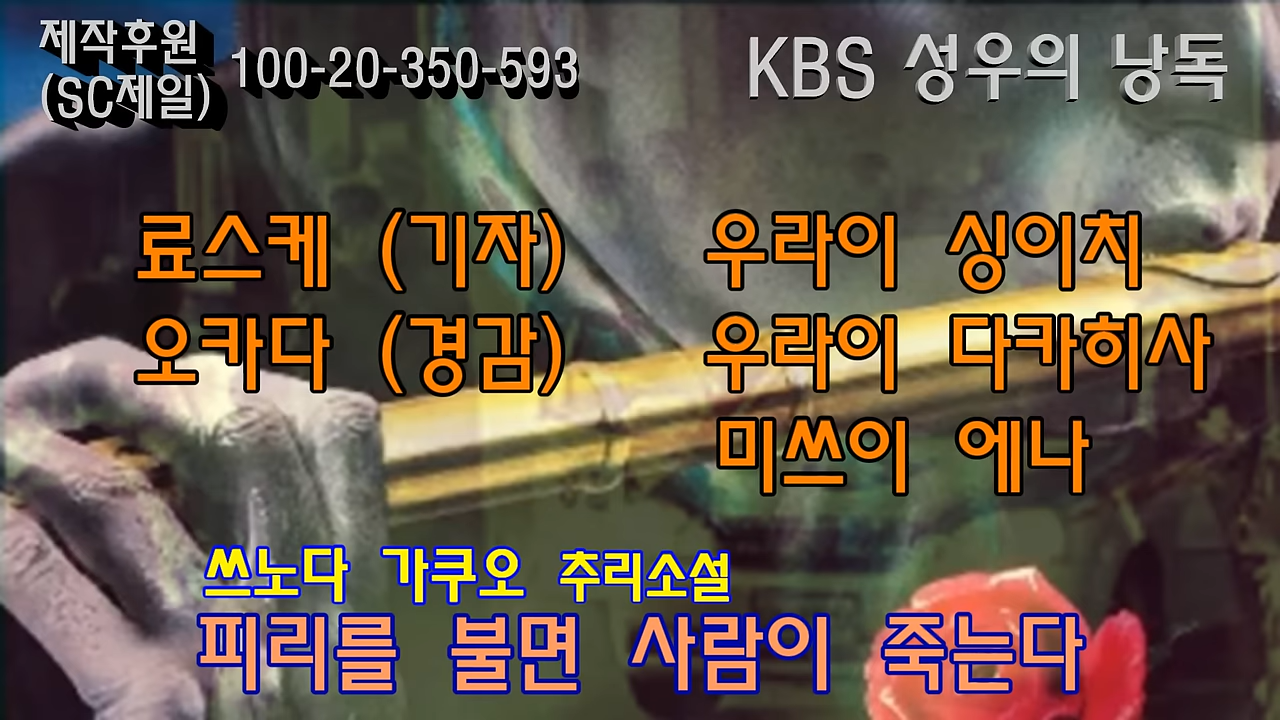 제작후원
(SC제일)
100-20-350-593
KBS 성우의 낭독
료스케 (기자)
우라이 싱이치
오카다 (경감)
우라이 다카히사
미쓰이 에나
쓰노다 가쿠오 추리소설
피리를 불면 사람이 죽는다